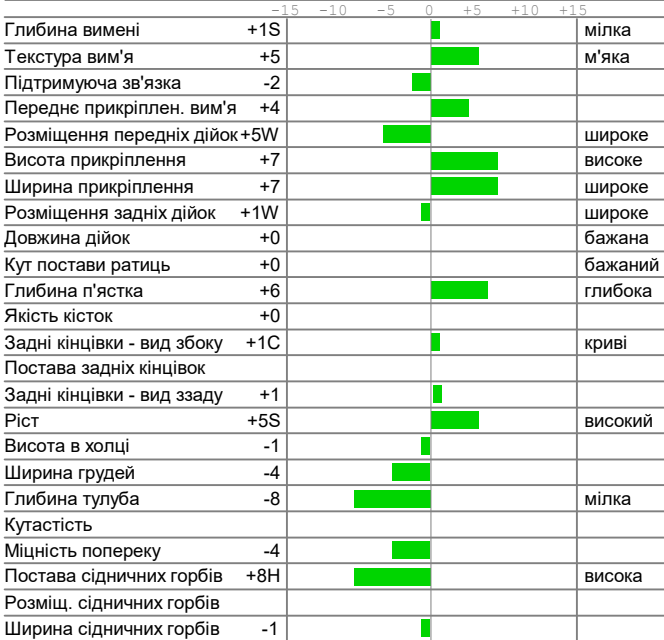 -15 -10 -5 0 +5 +10 +15
Глибина вимені +1S мілка
Текстура вим'я +5 м'яка
Підтримуюча зв'язка -2
Переднє прикріплен. вим'я +4
Розміщення передніх дійок +5W широке
Висота прикріплення +7 високе
Ширина прикріплення +7 широке
Розміщення задніх дійок +1W широке
Довжина дійок +0 бажана
Кут постави ратиць +0 бажаний
Глибина п'ястка +6 глибока
Якість кісток +0
Задні кінцівки - вид збоку +1C криві
Постава задніх кінцівок
Задні кінцівки - вид ззаду +1
Ріст +5S високий
Висота в холці -1
Ширина грудей -4
Глибина тулуба -8 мілка
Кутастість
Міцність попереку -4
Постава сідничних горбів +8H висока
Розміщ. сідничних горбів
Ширина сідничних горбів -1